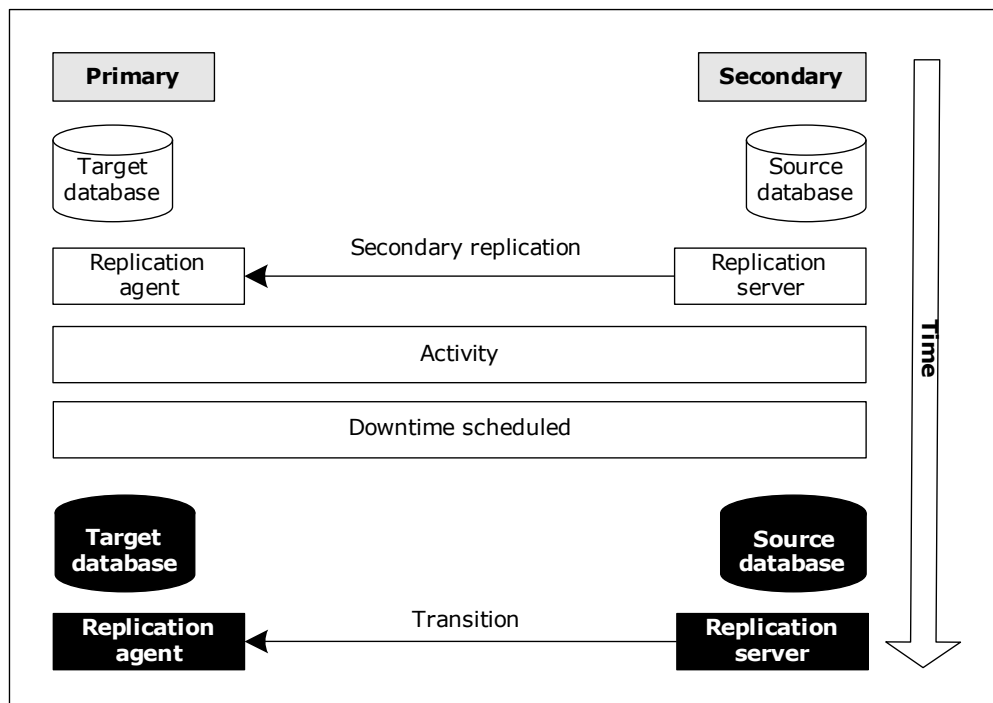 Primary
Secondary
Target
database
Source
database
Replication
agent
Secondary replication
Replication
server
Activity
Time
Downtime scheduled
Target
database
Source
database
Replication
agent
Transition
Replication
server